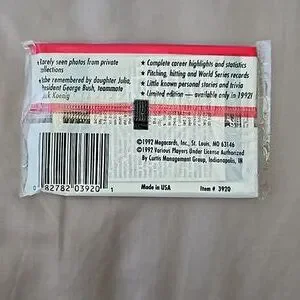 ★ Rarely seen photos from private
collections
★ Babe remembered by daughter Julia,
President George Bush, teammate
Mark Koenig
★ Complete career highlights and statistics
★ Pitching, hitting and World Series records
★ Little known personal stories and trivia
★ Limited edition — available only in 1992!
©1992 Megacards, Inc., St. Louis, MO 63146
©1992 Various Players Under License Authorized
By Curtis Management Group, Indianapolis, IN
0 82782 03920 1
Made in USA
Item # 3920